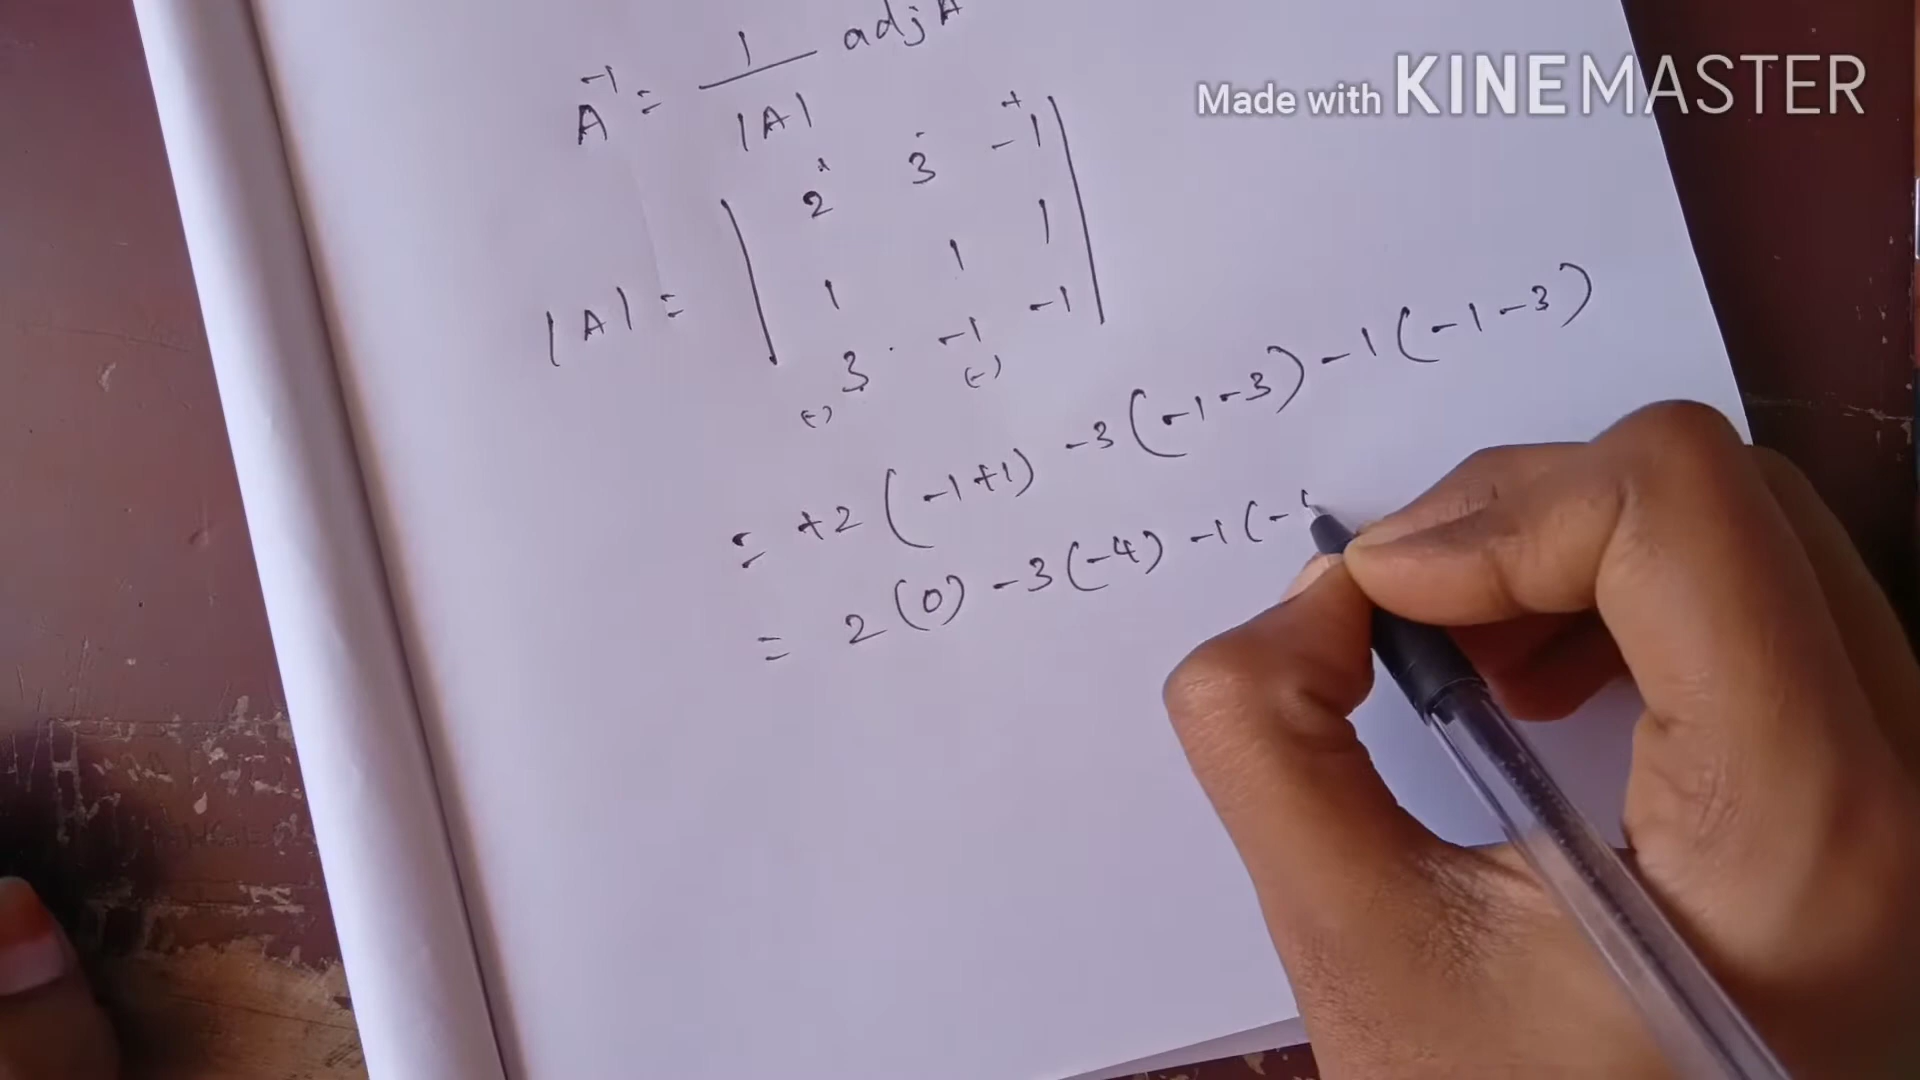 Made with KINEMASTER
A⁻¹ = 1/|A| adj A
|A| = | 2 3 -1 |
| 1 1 1 |
| 3 -1 -1 |
(-) (-)
= +2 (-1+1) -3 (-1-3) -1 (-1-3)
= 2 (0) -3 (-4) -1 (-